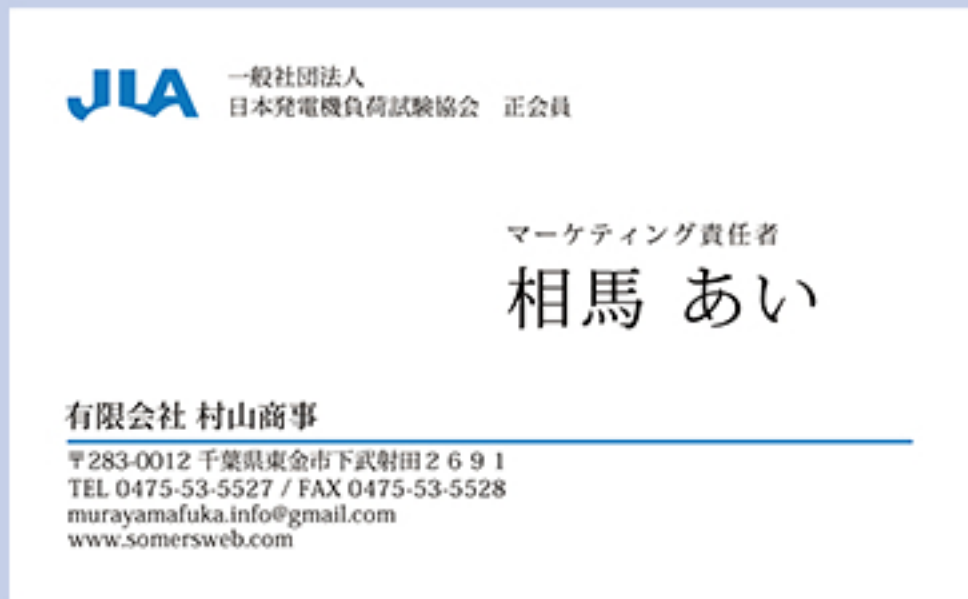 JLA
一般社団法人
日本発電機負荷試験協会　正会員
マーケティング責任者
相馬 あい
有限会社 村山商事
〒283-0012 千葉県東金市下武射田２６９１
TEL 0475-53-5527 / FAX 0475-53-5528
murayamafuka.info@gmail.com
www.somersweb.com